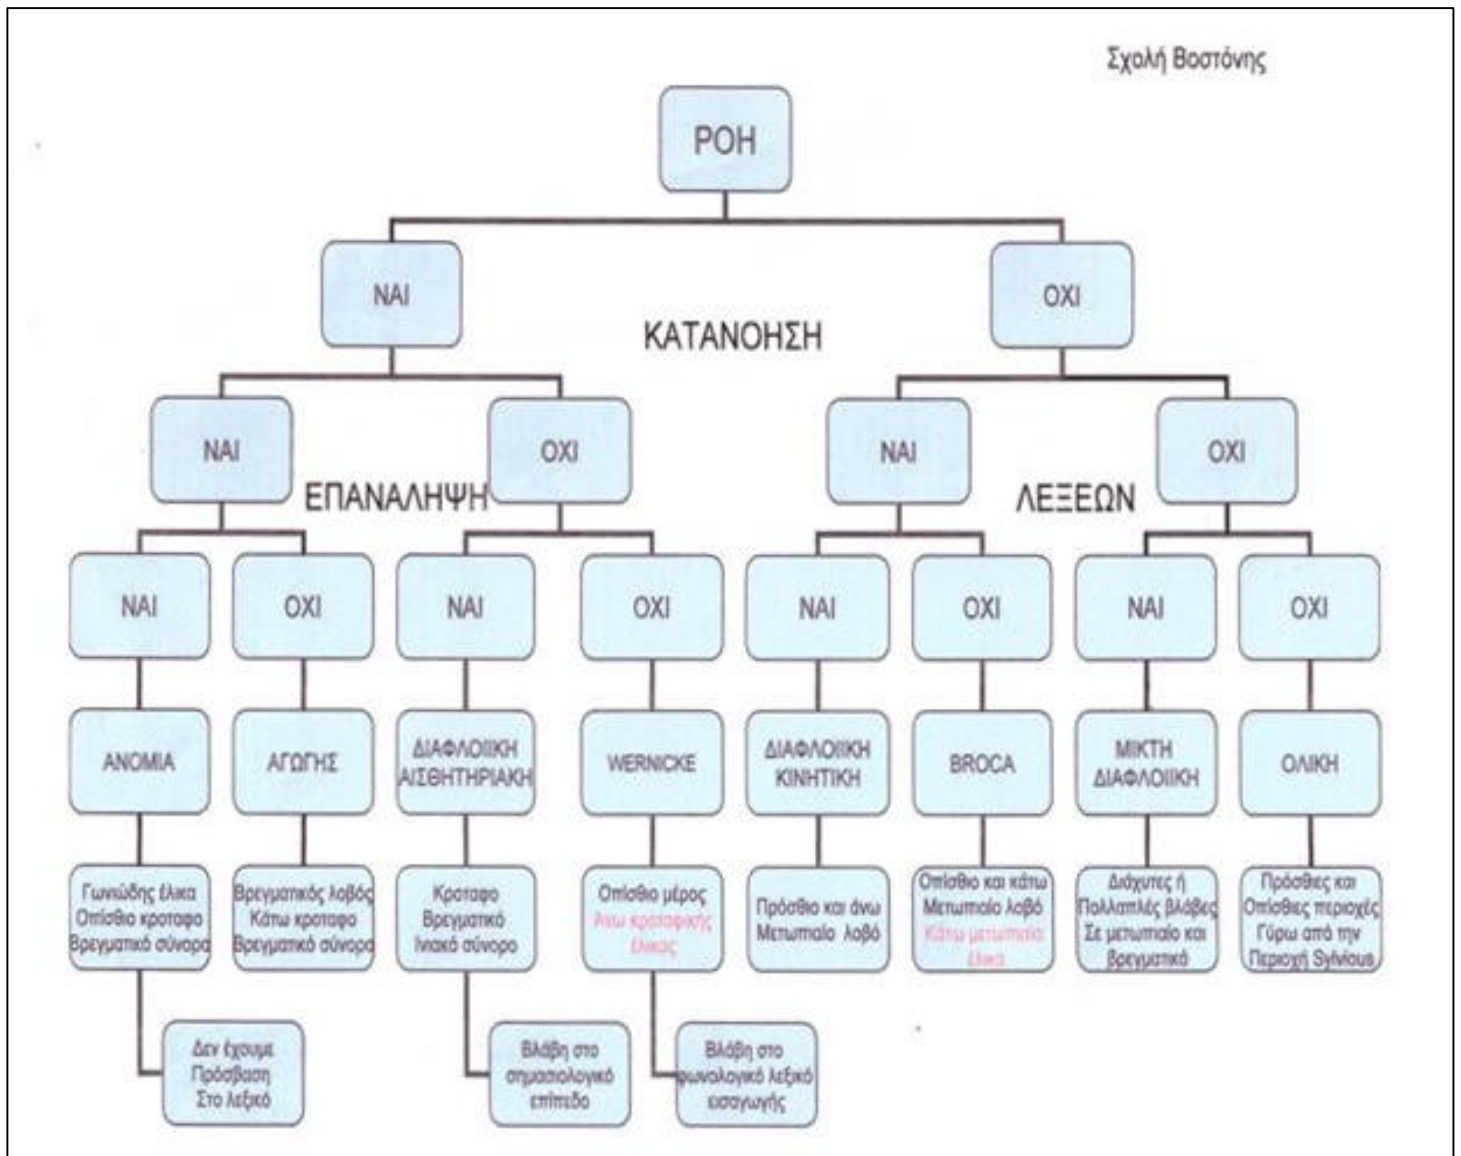 Σχολή Βοστόνης
ΡΟΗ
ΝΑΙ
ΟΧΙ
ΚΑΤΑΝΟΗΣΗ
ΝΑΙ
ΟΧΙ
ΝΑΙ
ΟΧΙ
ΕΠΑΝΑΛΗΨΗ
ΛΕΞΕΩΝ
ΝΑΙ
ΟΧΙ
ΝΑΙ
ΟΧΙ
ΝΑΙ
ΟΧΙ
ΝΑΙ
ΟΧΙ
ΑΝΟΜΙΑ
ΑΓΩΓΗΣ
ΔΙΑΦΛΟΙΙΚΗ
ΑΙΣΘΗΤΗΡΙΑΚΗ
WERNICKE
ΔΙΑΦΛΟΙΙΚΗ
ΚΙΝΗΤΙΚΗ
BROCA
ΜΙΚΤΗ
ΔΙΑΦΛΟΙΙΚΗ
ΟΛΙΚΗ
Γωνιώδης έλικα
Οπίσθιο κροταφο
Βρεγματικό σύνορο
Βρεγματικός λοβός
Κάτω κροταφο
Βρεγματικό σύνορο
Κροταφο
Βρεγματικό
Ινιακό σύνορο
Οπίσθιο μέρος
Άνω κροταφικής
έλικας
Πρόσθιο και άνω
Μετωπιαίο λοβό
Οπίσθιο και κάτω
Μετωπιαίο λοβό
Κάτω μετωπιαία
έλικα
Διάχυτες ή
Πολλαπλές βλάβες
Σε μετωπιαίο και
βρεγματικό
Πρόσθιες και
Οπίσθιες περιοχές
Γύρω από την
Περιοχή Sylvious
Δεν έχουμε
Πρόσβαση
Στο λεξικό
Βλάβη στο
σημασιολογικό
επίπεδο
Βλάβη στο
φωνολογικό λεξικό
εισαγωγής